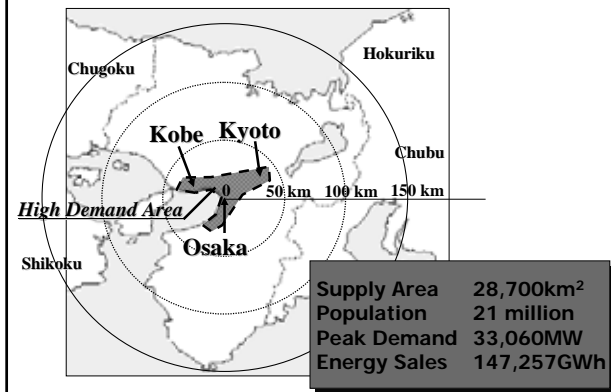 Hokuriku
Chugoku
Kobe Kyoto
Chubu
0 50 km 100 km 150 km
High Demand Area
Osaka
Shikoku
Supply Area 28,700km²
Population 21 million
Peak Demand 33,060MW
Energy Sales 147,257GWh